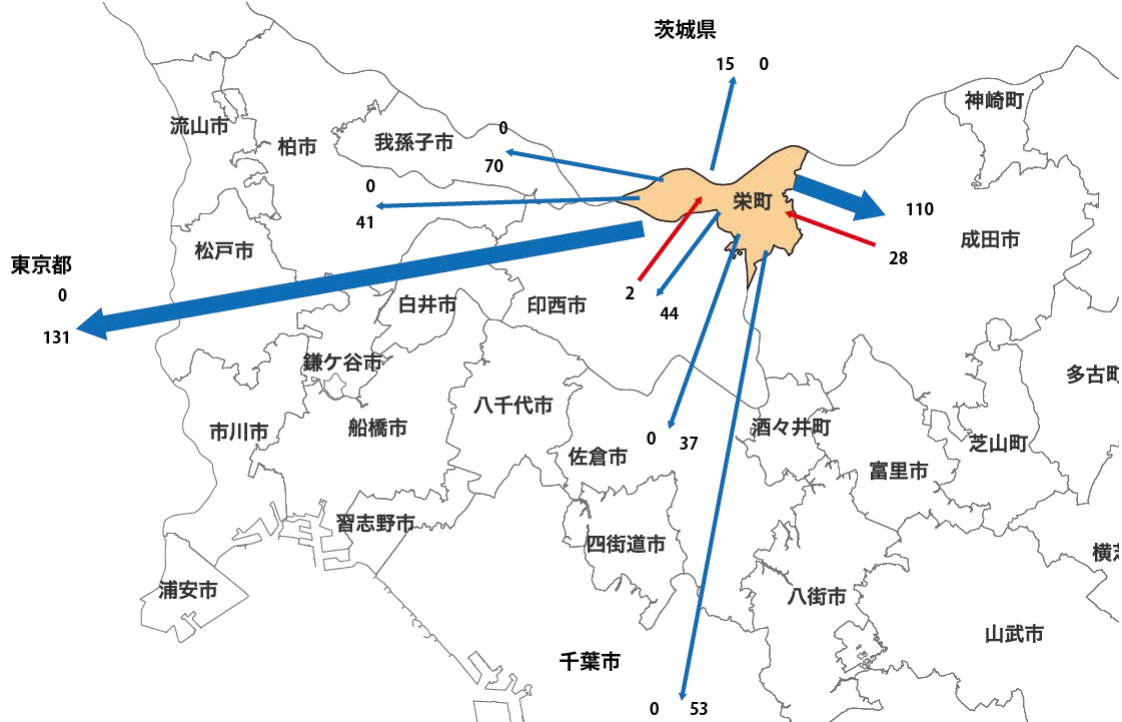 茨城県
15 0
神崎町
流山市
柏市
我孫子市
0
70
0
41
栄町
110
28
成田市
松戸市
東京都
0
131
白井市
印西市
2
44
鎌ケ谷市
多古町
市川市
船橋市
八千代市
佐倉市
0 37
酒々井町
富里市
芝山町
習志野市
四街道市
浦安市
八街市
山武市
千葉市
0 53